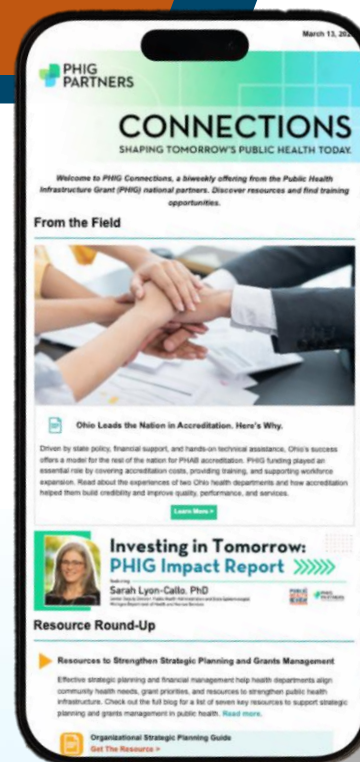 March 13, 202
PHIG
PARTNERS
CONNECTIONS
SHAPING TOMORROW'S PUBLIC HEALTH TODAY.
Welcome to PHIG Connections, a biweekly offering from the Public Health
Infrastructure Grant (PHIG) national partners. Discover resources and find training
opportunities.
From the Field
Ohio Leads the Nation in Accreditation. Here's Why.
Driven by state policy, financial support, and hands-on technical assistance, Ohio's success
offers a model for the rest of the nation for PHAB accreditation. PHIG funding played an
essential role by covering accreditation costs, providing training, and supporting workforce
expansion. Read about the experiences of two Ohio health departments and how accreditation
helped them build credibility and improve quality, performance, and services.
Learn More >
Investing in Tomorrow:
PHIG Impact Report
featuring
Sarah Lyon-Callo, PhD
PUBLIC
HEALTH
REVIEW
PHIG
PARTNERS
Resource Round-Up
Resources to Strengthen Strategic Planning and Grants Management
Effective strategic planning and financial management help health departments align
community health needs, grant priorities, and resources to strengthen public health
infrastructure. Check out the full blog for a list of seven key resources to support strategic
planning and grants management in public health. Read more.
Organizational Strategic Planning Guide
Get The Resource >